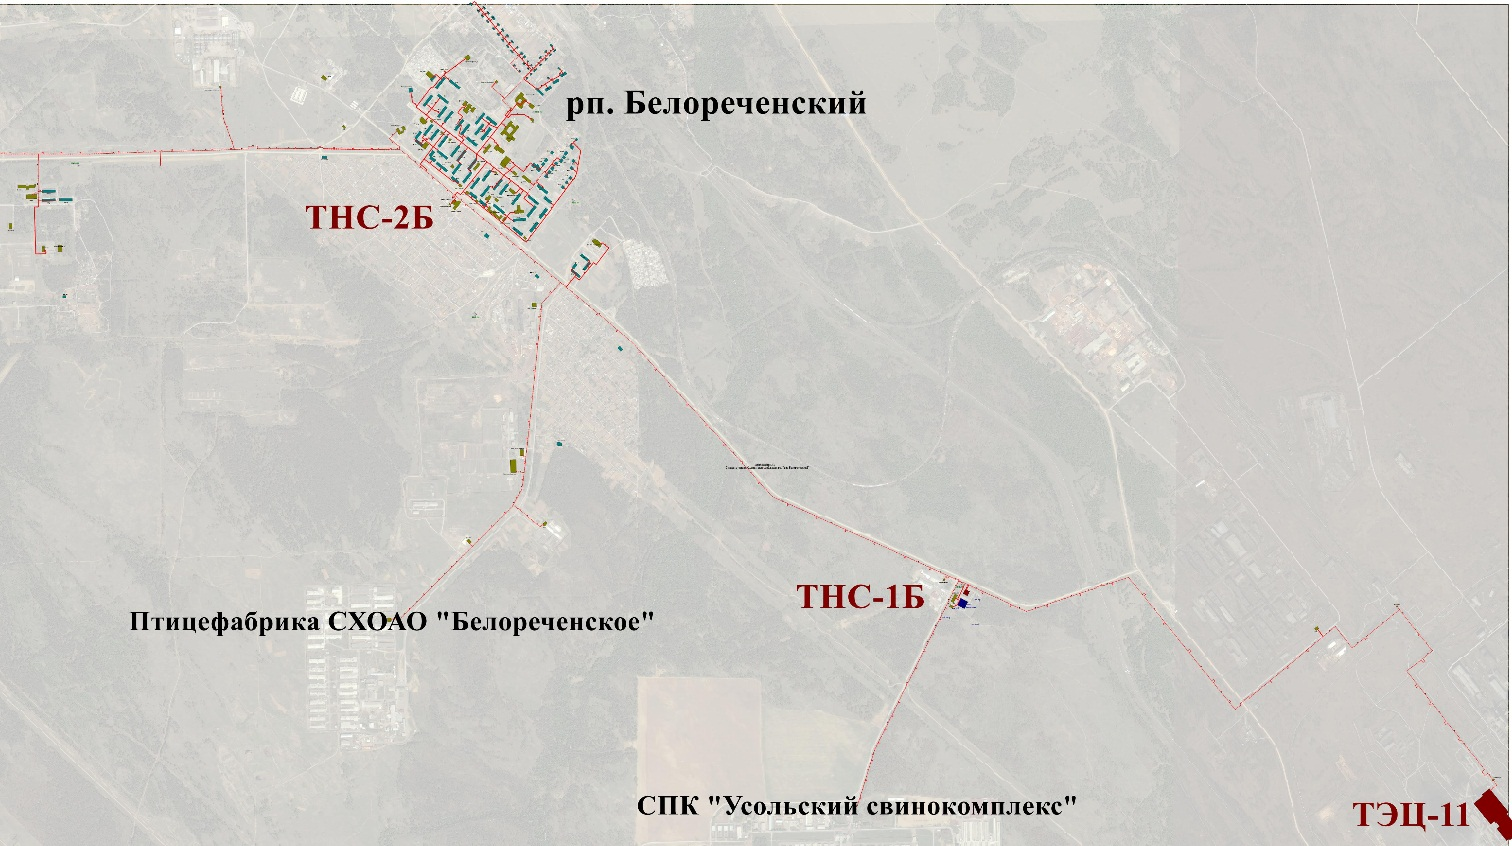 рп. Белореченский
ТНС-2Б
ТНС-1Б
Птицефабрика СХОАО "Белореченское"
СПК "Усольский свинокомплекс"
ТЭЦ-11